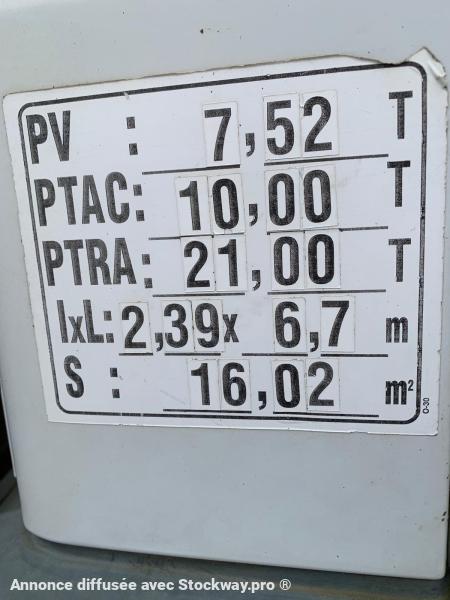 PV : 7,52 T
PTAC: 10,00 T
PTRA: 21,00 T
lxL: 2,39x 6,7 m
S : 16,02 m²
O-30
Annonce diffusée avec Stockway.pro ®